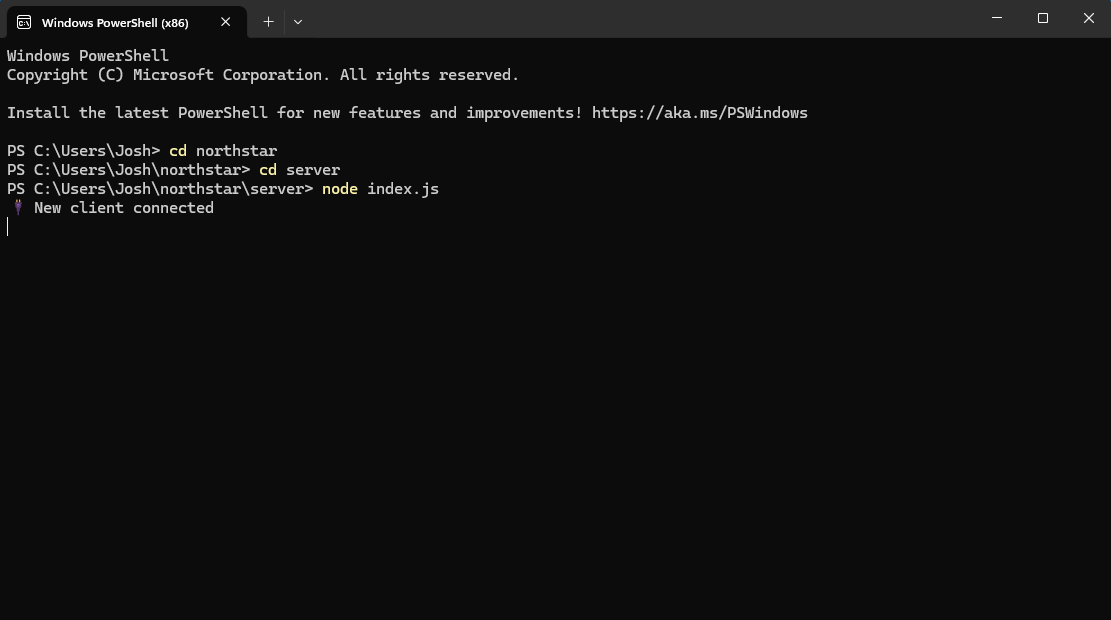 Windows PowerShell (x86)
Windows PowerShell
Copyright (C) Microsoft Corporation. All rights reserved.
Install the latest PowerShell for new features and improvements! https://aka.ms/PSWindows
PS C:\Users\Josh> cd northstar
PS C:\Users\Josh\northstar> cd server
PS C:\Users\Josh\northstar\server> node index.js
🔌 New client connected